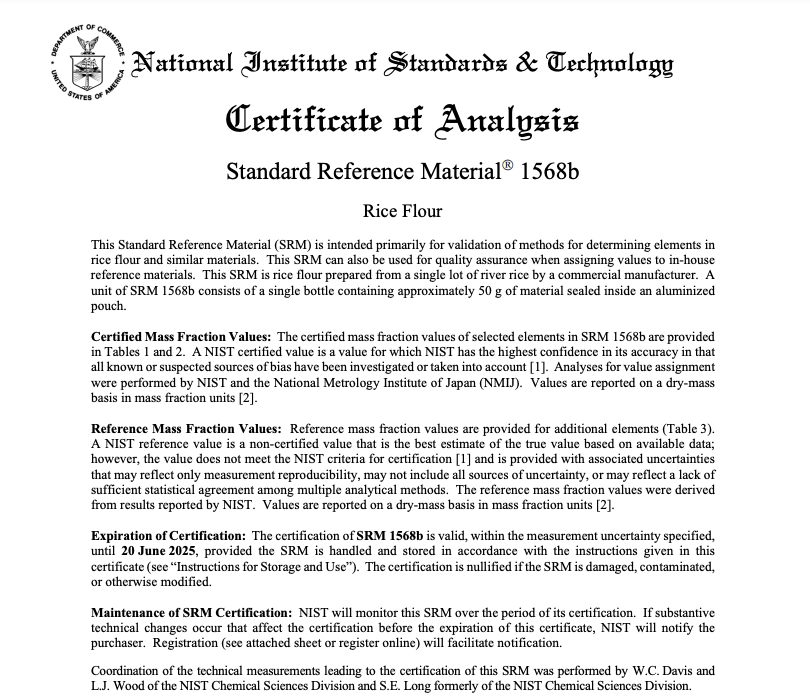 DEPARTMENT OF COMMERCE
UNITED STATES OF AMERICA
National Institute of Standards & Technology
Certificate of Analysis
Standard Reference Material® 1568b
Rice Flour
This Standard Reference Material (SRM) is intended primarily for validation of methods for determining elements in
rice flour and similar materials. This SRM can also be used for quality assurance when assigning values to in-house
reference materials. This SRM is rice flour prepared from a single lot of river rice by a commercial manufacturer. A
unit of SRM 1568b consists of a single bottle containing approximately 50 g of material sealed inside an aluminized
pouch.
Certified Mass Fraction Values: The certified mass fraction values of selected elements in SRM 1568b are provided
in Tables 1 and 2. A NIST certified value is a value for which NIST has the highest confidence in its accuracy in that
all known or suspected sources of bias have been investigated or taken into account [1]. Analyses for value assignment
were performed by NIST and the National Metrology Institute of Japan (NMIJ). Values are reported on a dry-mass
basis in mass fraction units [2].
Reference Mass Fraction Values: Reference mass fraction values are provided for additional elements (Table 3).
A NIST reference value is a non-certified value that is the best estimate of the true value based on available data;
however, the value does not meet the NIST criteria for certification [1] and is provided with associated uncertainties
that may reflect only measurement reproducibility, may not include all sources of uncertainty, or may reflect a lack of
sufficient statistical agreement among multiple analytical methods. The reference mass fraction values were derived
from results reported by NIST. Values are reported on a dry-mass basis in mass fraction units [2].
Expiration of Certification: The certification of SRM 1568b is valid, within the measurement uncertainty specified,
until 20 June 2025, provided the SRM is handled and stored in accordance with the instructions given in this
certificate (see “Instructions for Storage and Use”). The certification is nullified if the SRM is damaged, contaminated,
or otherwise modified.
Maintenance of SRM Certification: NIST will monitor this SRM over the period of its certification. If substantive
technical changes occur that affect the certification before the expiration of this certificate, NIST will notify the
purchaser. Registration (see attached sheet or register online) will facilitate notification.
Coordination of the technical measurements leading to the certification of this SRM was performed by W.C. Davis and
L.J. Wood of the NIST Chemical Sciences Division and S.E. Long formerly of the NIST Chemical Sciences Division.